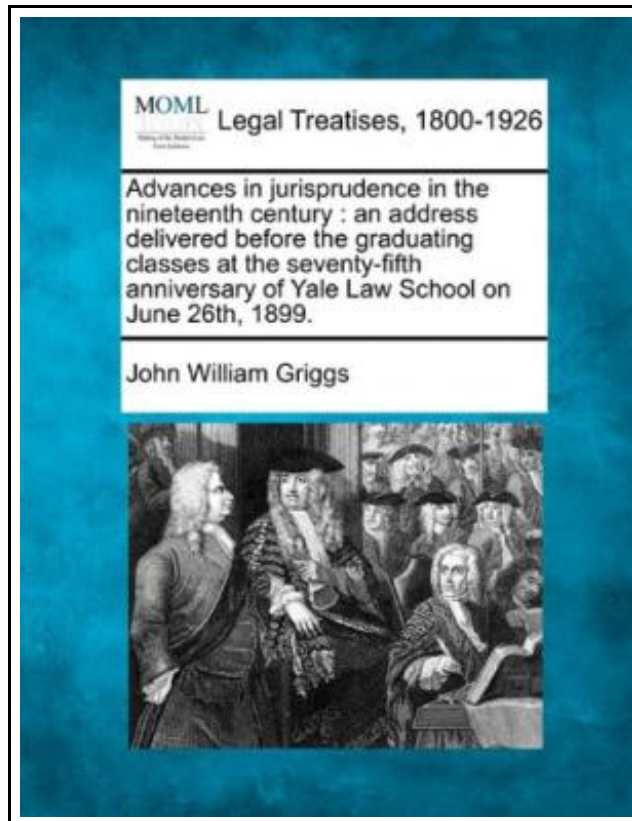 MOML
Legal Treatises, 1800-1926
Advances in jurisprudence in the
nineteenth century : an address
delivered before the graduating
classes at the seventy-fifth
anniversary of Yale Law School on
June 26th, 1899.
John William Griggs